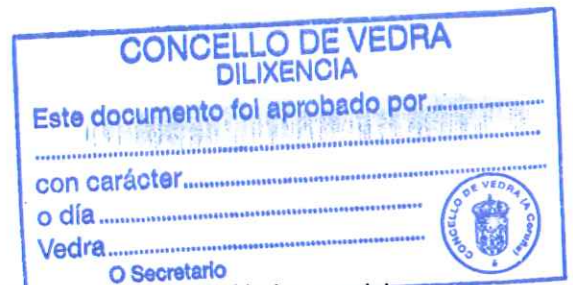 CONCELLO DE VEDRA
DILIXENCIA
Este documento foi aprobado por..................
................................................................
con carácter................................................
o día ................................................
Vedra................................................
O Secretario
CONCELLO DE VEDRA (A Coruña)